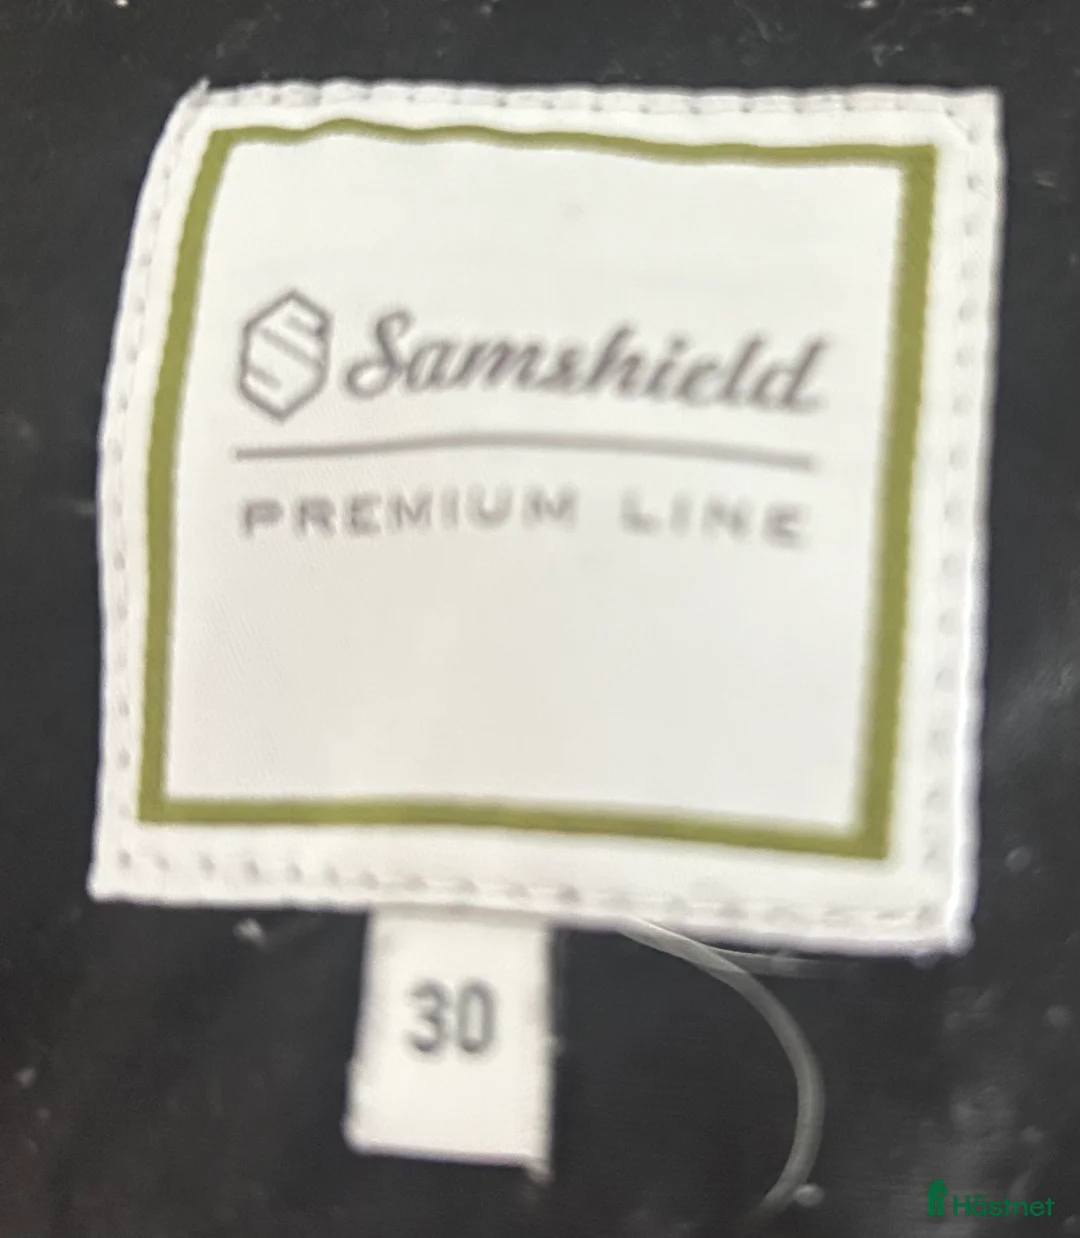 Samshield
PREMIUM LINE
30
Hästnet